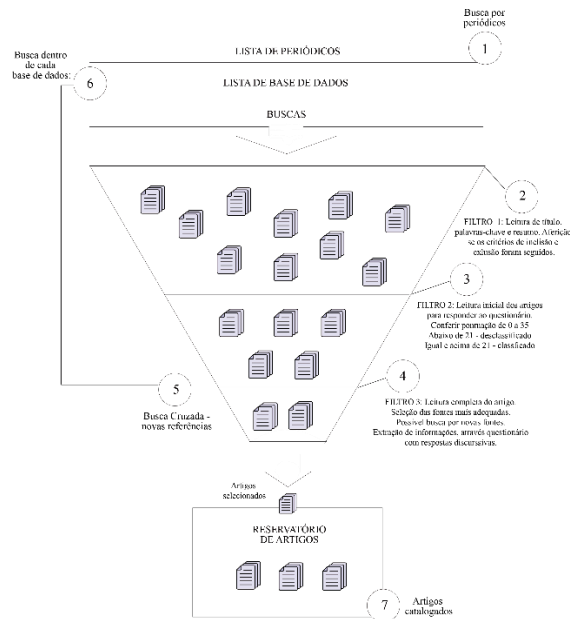 Busca por
periódicos
1
LISTA DE PERIÓDICOS
Busca dentro
de cada
base de dados:
6
LISTA DE BASE DE DADOS
BUSCAS
2
FILTRO 1: Leitura de título,
palavras-chave e resumo. Aferição
se os critérios de inclusão e
exclusão foram seguidos.
3
FILTRO 2: Leitura inicial dos artigos
para responder ao questionário.
Conferir pontuação de 0 a 35
Abaixo de 21 - desclassificado
Igual e acima de 21 - classificado
4
FILTRO 3: Leitura completa do artigo.
Seleção das fontes mais adequadas.
Possível busca por novas fontes.
Extração de informações, através questionário
com respostas discursivas.
5
Busca Cruzada -
novas referências
Artigos
selecionados
RESERVATÓRIO
DE ARTIGOS
7
Artigos
catalogados